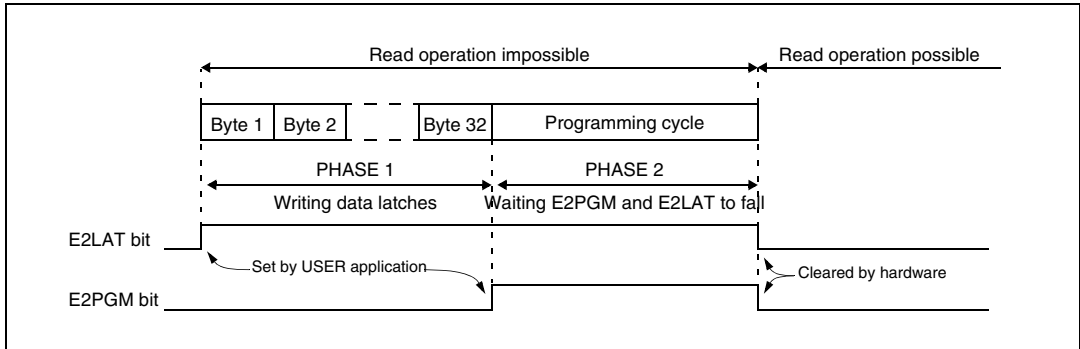 Read operation impossible
Read operation possible
Byte 1
Byte 2
Byte 32
Programming cycle
PHASE 1
PHASE 2
Writing data latches
Waiting E2PGM and E2LAT to fall
E2LAT bit
Set by USER application
Cleared by hardware
E2PGM bit